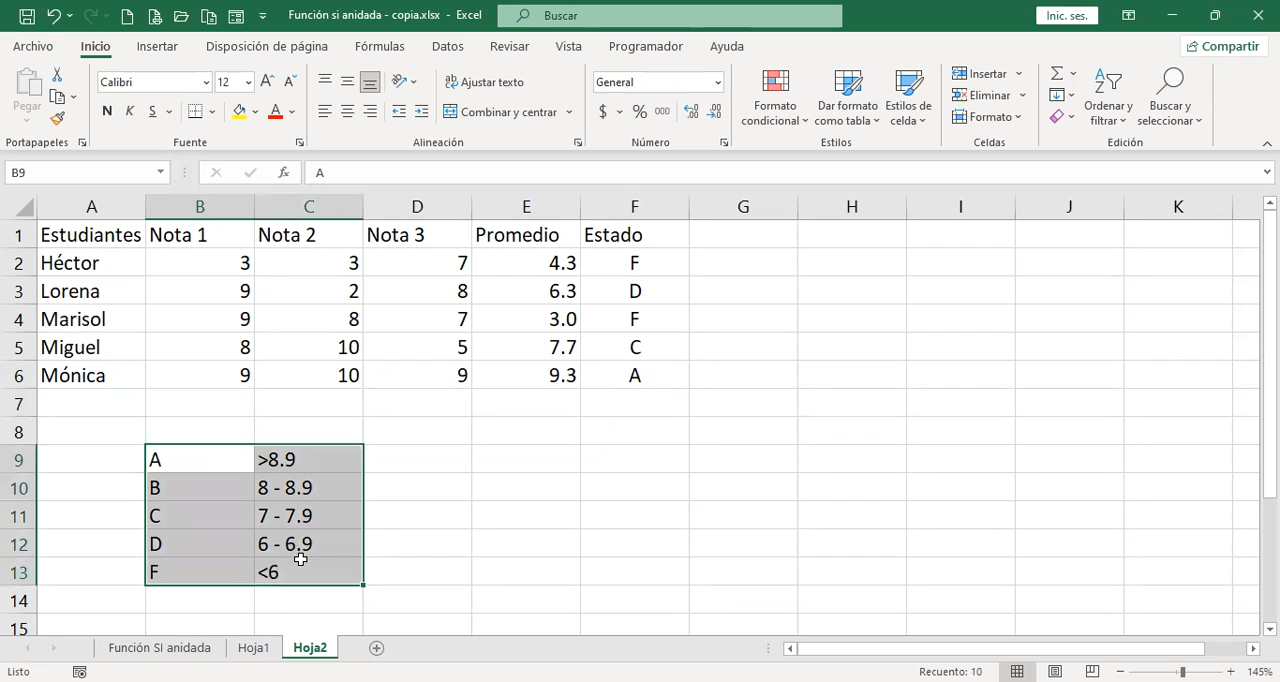 Función si anidada - copia.xlsx - Excel
Buscar
Inic. ses.
Archivo Inicio Insertar Disposición de página Fórmulas Datos Revisar Vista Programador Ayuda
Compartir
Pegar
Calibri 12
N K S
Ajustar texto
Combinar y centrar
General
$ % 000
Formato condicional
Dar formato como tabla
Estilos de celda
Insertar
Eliminar
Formato
Ordenar y filtrar
Buscar y seleccionar
Portapapeles Fuente Alineación Número Estilos Celdas Edición
B9 fx A
A B C D E F G H I J K
1 Estudiantes Nota 1 Nota 2 Nota 3 Promedio Estado
2 Héctor 3 3 7 4.3 F
3 Lorena 9 2 8 6.3 D
4 Marisol 9 8 7 3.0 F
5 Miguel 8 10 5 7.7 C
6 Mónica 9 10 9 9.3 A
7
8
9 A >8.9
10 B 8 - 8.9
11 C 7 - 7.9
12 D 6 - 6.9
13 F <6
14
15
Función SI anidada Hoja1 Hoja2
Listo Recuento: 10 145%